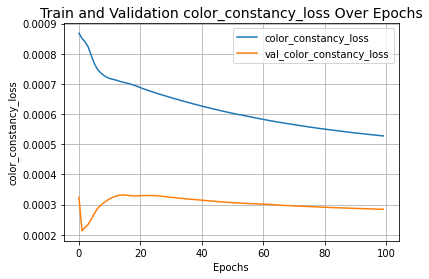 Train and Validation color_constancy_loss Over Epochs
color_constancy_loss
val_color_constancy_loss
color_constancy_loss
0.0009
0.0008
0.0007
0.0006
0.0005
0.0004
0.0003
0.0002
0 20 40 60 80 100
Epochs